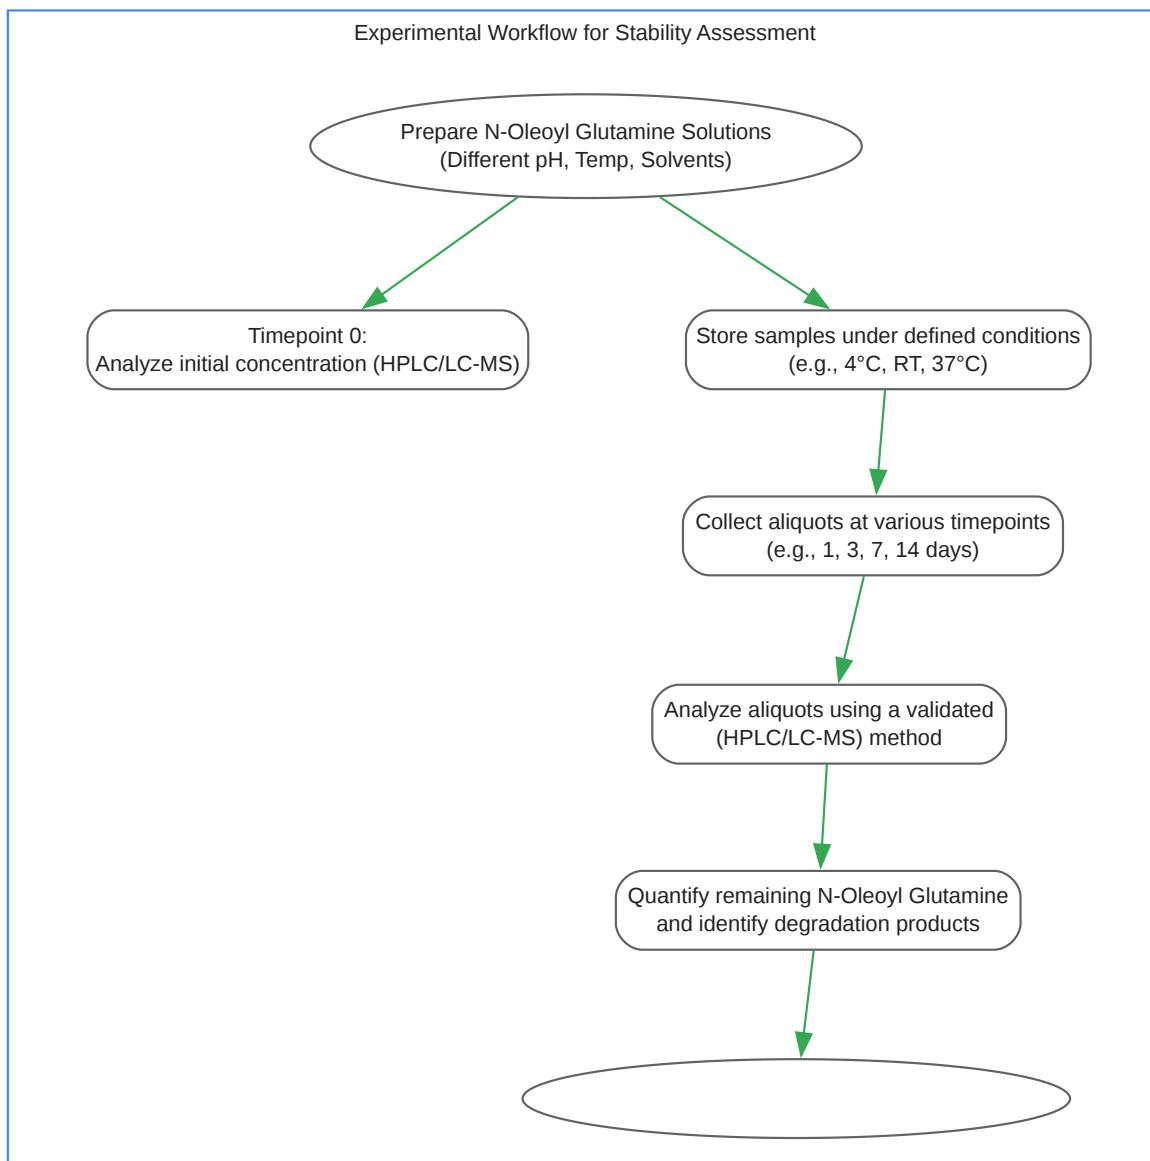 Experimental Workflow for Stability Assessment
Prepare N-Oleoyl Glutamine Solutions
(Different pH, Temp, Solvents)
Timepoint 0:
Analyze initial concentration (HPLC/LC-MS)
Store samples under defined conditions
(e.g., 4°C, RT, 37°C)
Collect aliquots at various timepoints
(e.g., 1, 3, 7, 14 days)
Analyze aliquots using a validated
(HPLC/LC-MS) method
Quantify remaining N-Oleoyl Glutamine
and identify degradation products